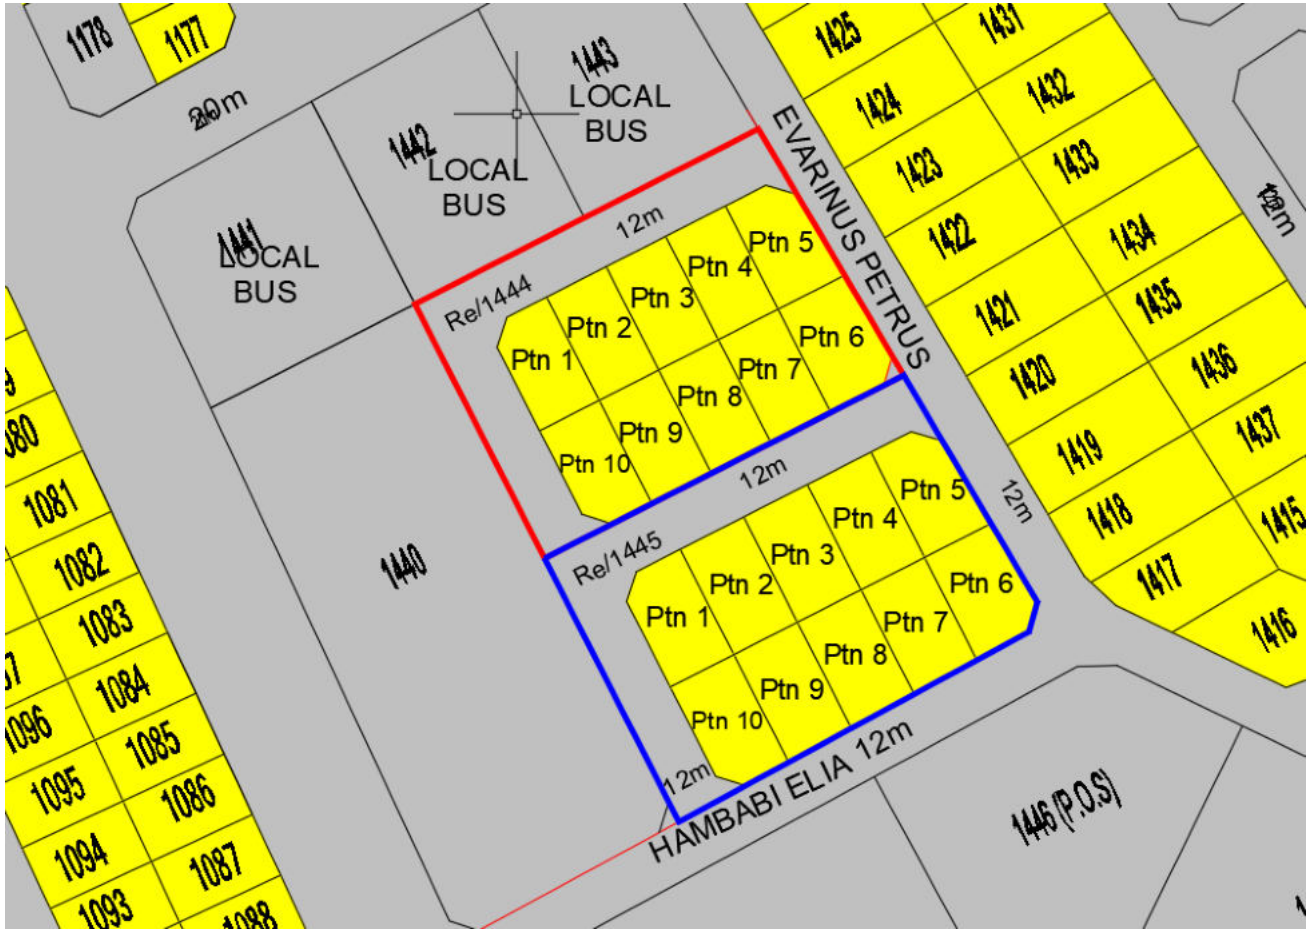 1178
1177
1443
LOCAL
BUS
1442
LOCAL
BUS
1441
LOCAL
BUS
12m
Re/1444
Ptn 1
Ptn 2
Ptn 3
Ptn 4
Ptn 5
Ptn 6
Ptn 7
Ptn 8
Ptn 9
Ptn 10
EVARINUS PETRUS
12m
1425
1424
1423
1422
1421
1420
1419
1418
1417
1416
1431
1432
1433
1434
1435
1436
1437
1415
12m
Re/1445
Ptn 1
Ptn 2
Ptn 3
Ptn 4
Ptn 5
Ptn 6
Ptn 7
Ptn 8
Ptn 9
Ptn 10
12m
HAMBABI ELIA 12m
1440
1446 (P.O.S)
1081
1082
1083
1084
1085
1086
1087
1088
1096
1095
1094
1093